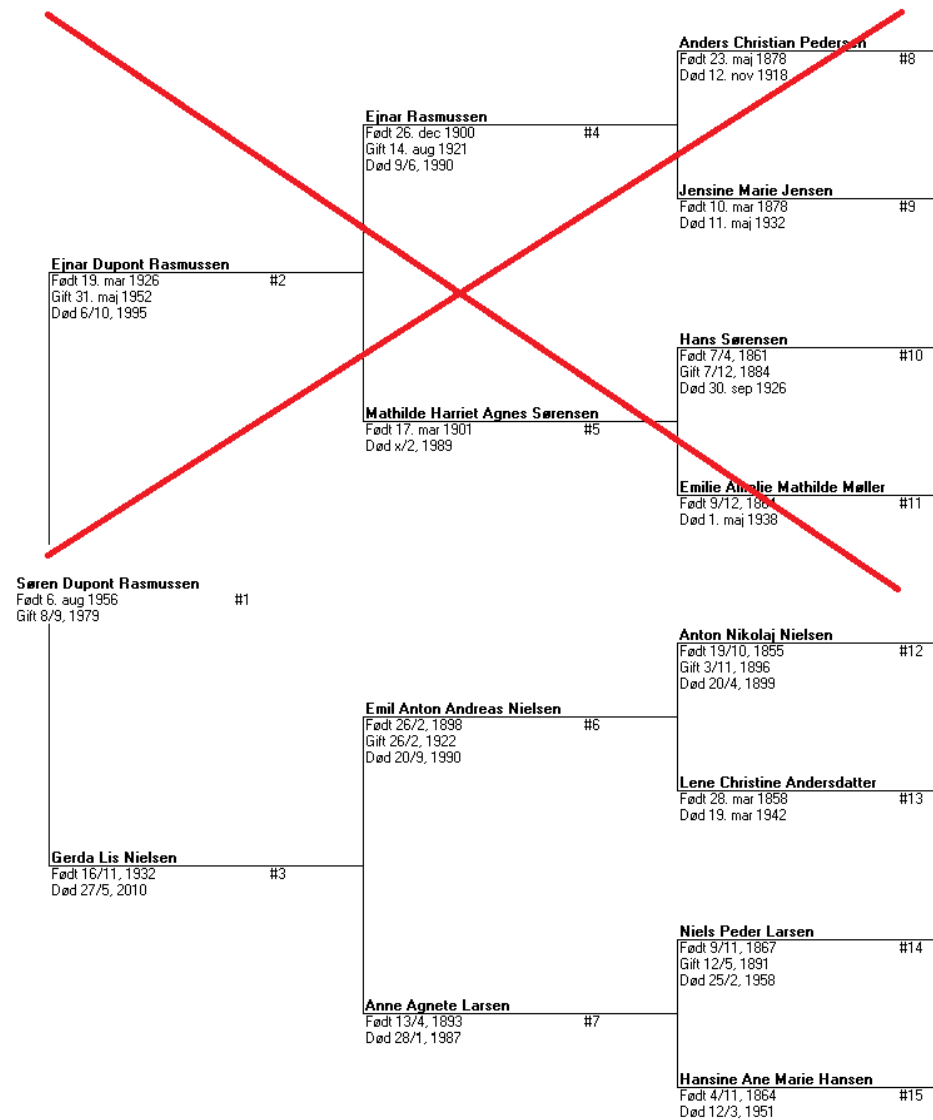 Anders Christian Pedersen
Født 23. maj 1878 #8
Død 12. nov 1918
Ejnar Rasmussen
Født 26. dec 1900 #4
Gift 14. aug 1921
Død 9/6, 1990
Jensine Marie Jensen
Født 10. mar 1878 #9
Død 11. maj 1932
Ejnar Dupont Rasmussen
Født 19. mar 1926 #2
Gift 31. maj 1952
Død 6/10, 1995
Hans Sørensen
Født 7/4, 1861 #10
Gift 7/12, 1884
Død 30. sep 1926
Mathilde Harriet Agnes Sørensen
Født 17. mar 1901 #5
Død x/2, 1989
Emilie Amalie Mathilde Møller
Født 9/12, 1864 #11
Død 1. maj 1938
Søren Dupont Rasmussen
Født 6. aug 1956 #1
Gift 8/9, 1979
Anton Nikolaj Nielsen
Født 19/10, 1855 #12
Gift 3/11, 1896
Død 20/4, 1899
Emil Anton Andreas Nielsen
Født 26/2, 1898 #6
Gift 26/2, 1922
Død 20/9, 1990
Lene Christine Andersdatter
Født 28. mar 1858 #13
Død 19. mar 1942
Gerda Lis Nielsen
Født 16/11, 1932 #3
Død 27/5, 2010
Niels Peder Larsen
Født 9/11, 1867 #14
Gift 12/5, 1891
Død 25/2, 1958
Anne Agnete Larsen
Født 13/4, 1893 #7
Død 28/1, 1987
Hansine Ane Marie Hansen
Født 4/11, 1864 #15
Død 12/3, 1951